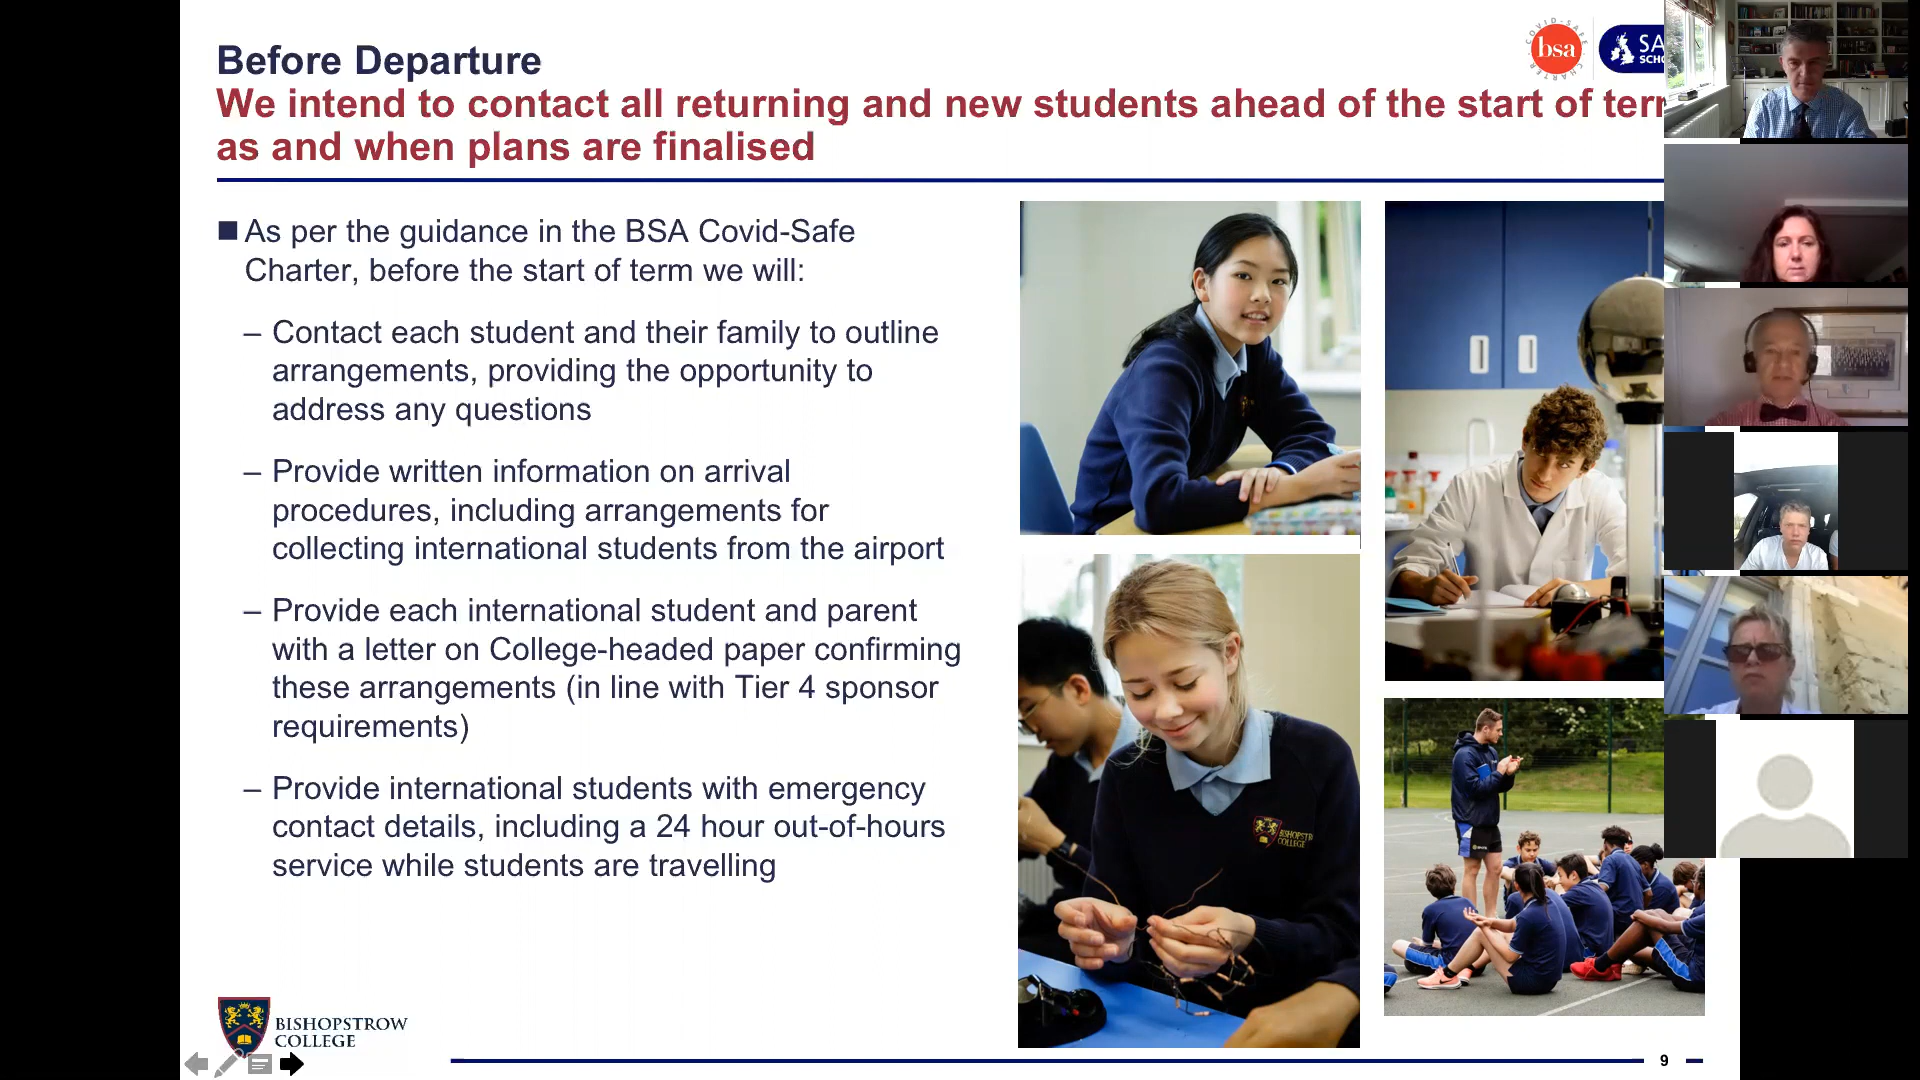 Before Departure
We intend to contact all returning and new students ahead of the start of
as and when plans are finalised
COVID-SAFE
bsa
CHARTER
■ As per the guidance in the BSA Covid-Safe
Charter, before the start of term we will:
– Contact each student and their family to outline
arrangements, providing the opportunity to
address any questions
– Provide written information on arrival
procedures, including arrangements for
collecting international students from the airport
– Provide each international student and parent
with a letter on College-headed paper confirming
these arrangements (in line with Tier 4 sponsor
requirements)
– Provide international students with emergency
contact details, including a 24 hour out-of-hours
service while students are travelling
BISHOPSTROW
COLLEGE
BISHOPSTROW
COLLEGE
9